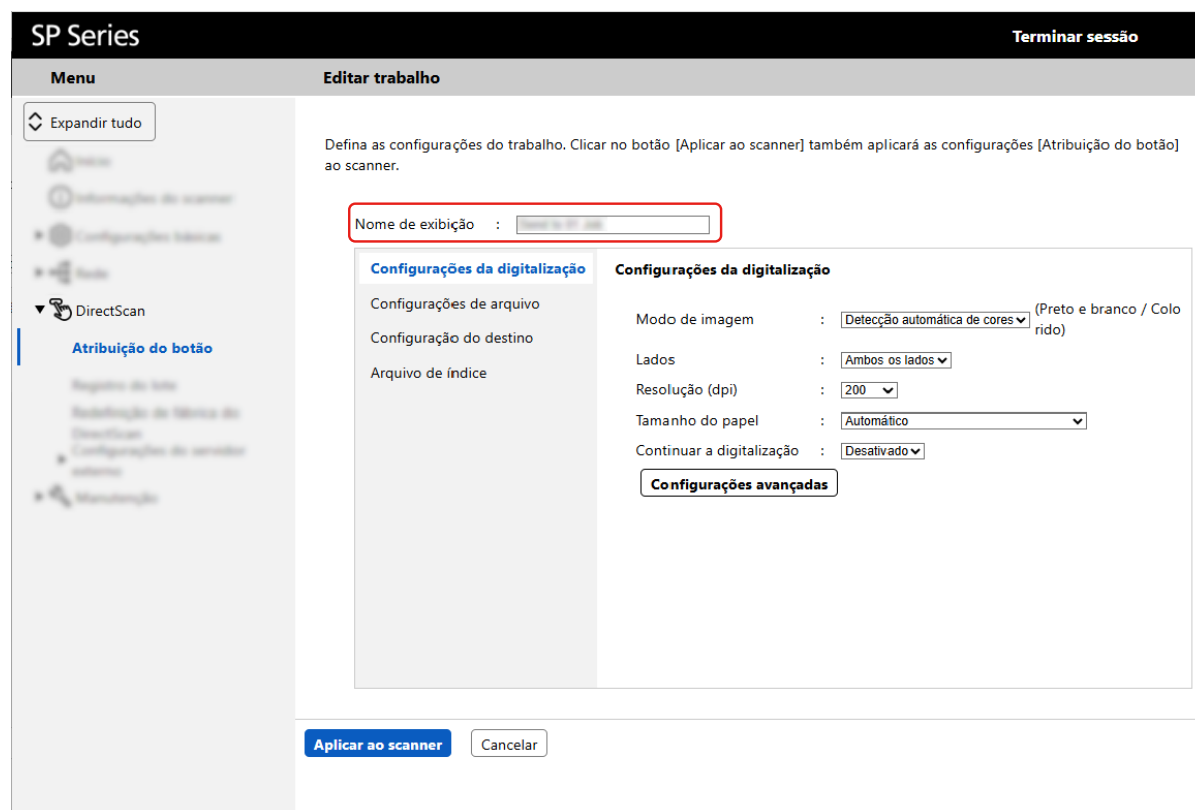 SP Series
Terminar sessão
Menu
Editar trabalho
Expandir tudo
DirectScan
Atribuição do botão
Defina as configurações do trabalho. Clicar no botão [Aplicar ao scanner] também aplicará as configurações [Atribuição do botão]
ao scanner.
Nome de exibição :
Configurações da digitalização
Configurações de arquivo
Configuração do destino
Arquivo de índice
Configurações da digitalização
Modo de imagem : Detecção automática de cores (Preto e branco / Colo
rido)
Lados : Ambos os lados
Resolução (dpi) : 200
Tamanho do papel : Automático
Continuar a digitalização : Desativado
Configurações avançadas
Aplicar ao scanner
Cancelar